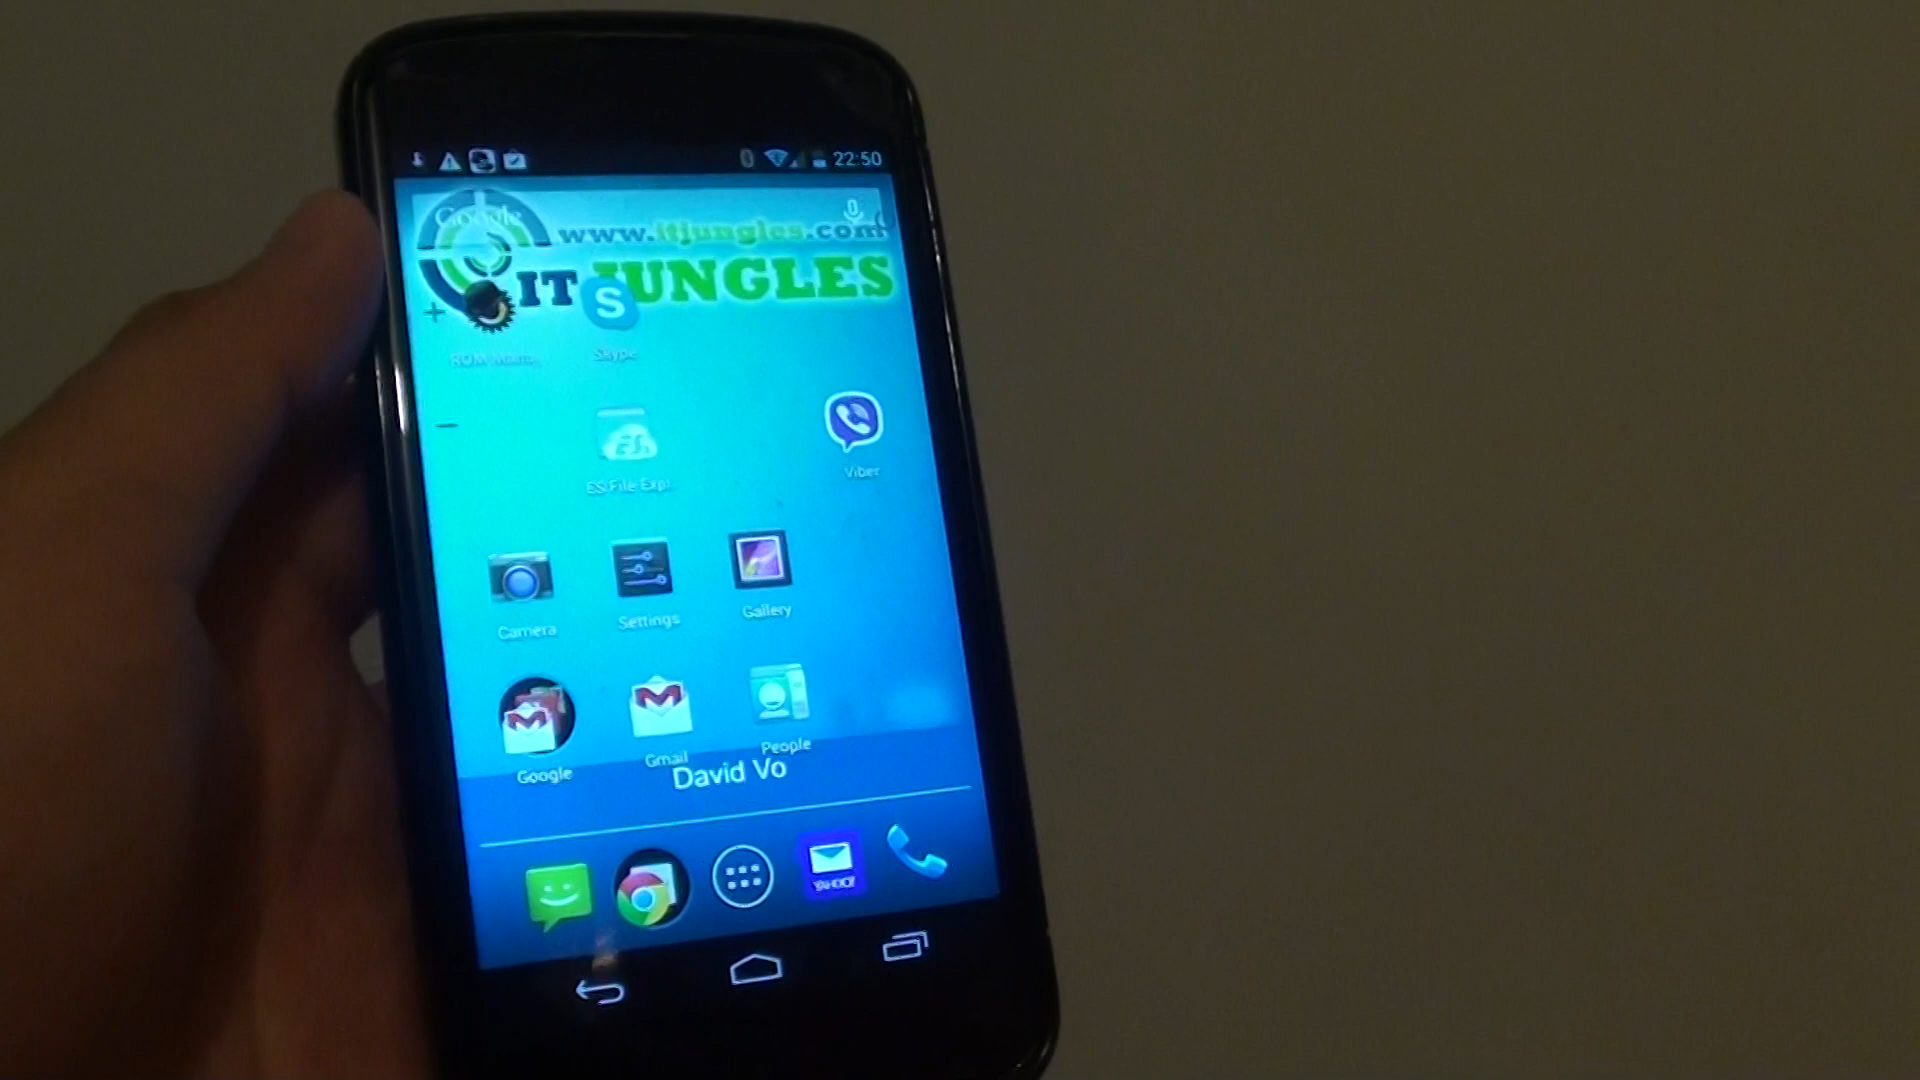 22:50
Google
www.itjungles.com
IT JUNGLES
S
Skype
ES
ES File Expl..
Viber
Camera
Settings
Gallery
Google
Gmail
People
David Vo
YAHOO!